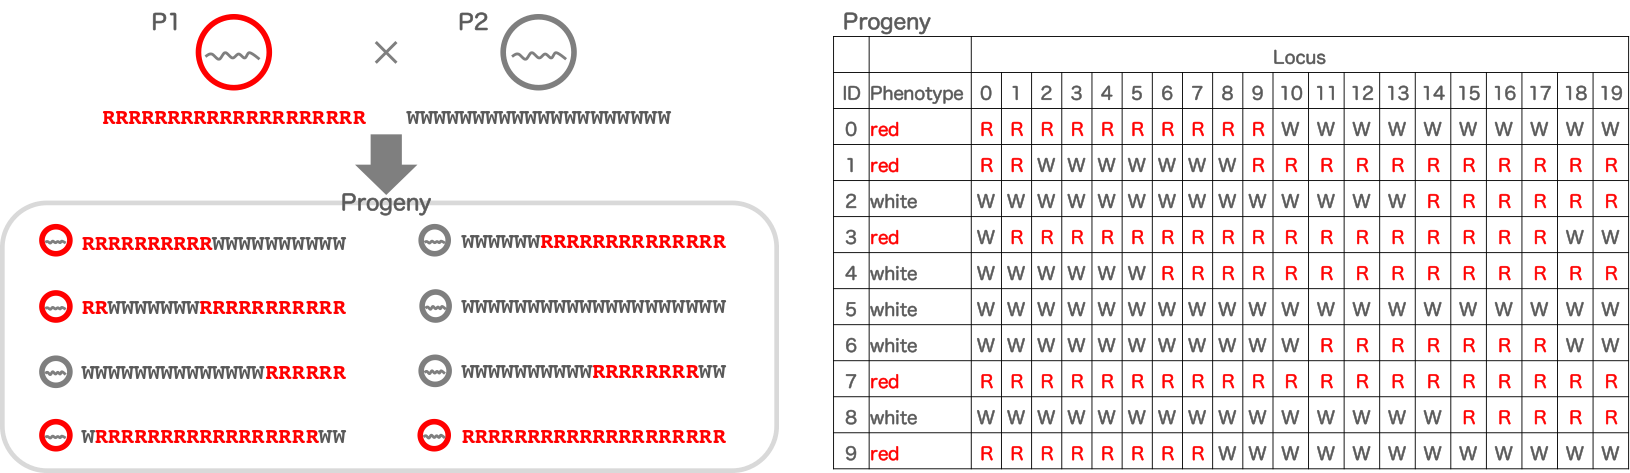 P1
P2
×
RRRRRRRRRRRRRRRRRRRR
WWWWWWWWWWWWWWWWWWWW
Progeny
RRRRRRRRRRWWWWWWWWWW
WWWWWWRRRRRRRRRRRRRR
RRWWWWWWWRRRRRRRRRRR
WWWWWWWWWWWWWWWWWWWW
WWWWWWWWWWWWWWRRRRRR
WWWWWWWWWWRRRRRRRRWW
WRRRRRRRRRRRRRRRRRWW
RRRRRRRRRRRRRRRRRRRR
Progeny
Locus
ID Phenotype 0 1 2 3 4 5 6 7 8 9 10 11 12 13 14 15 16 17 18 19
0 red R R R R R R R R R R W W W W W W W W W W
1 red R R W W W W W W W R R R R R R R R R R R
2 white W W W W W W W W W W W W W W R R R R R R
3 red W R R R R R R R R R R R R R R R R R W W
4 white W W W W W W R R R R R R R R R R R R R R
5 white W W W W W W W W W W W W W W W W W W W W
6 white W W W W W W W W W W W R R R R R R R W W
7 red R R R R R R R R R R R R R R R R R R R R
8 white W W W W W W W W W W W W W W W R R R R R
9 red R R R R R R R R W W W W W W W W W W W W